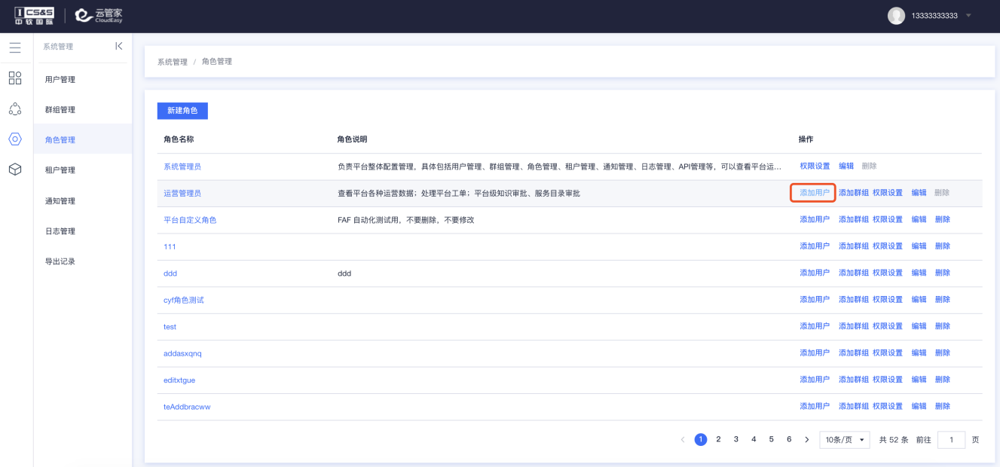 CS&S 云管家
中软国际 CloudEasy 13333333333
系统管理
系统管理 / 角色管理
用户管理
群组管理
角色管理
租户管理
通知管理
日志管理
导出记录
新建角色
角色名称 角色说明 操作
系统管理员 负责平台整体配置管理，具体包括用户管理、群组管理、角色管理、租户管理、通知管理、日志管理、API管理等，可以查看平台运... 权限设置 编辑 删除
运营管理员 查看平台各种运营数据；处理平台工单；平台级知识审批、服务目录审批 添加用户 添加群组 权限设置 编辑 删除
平台自定义角色 FAF 自动化测试用，不要删除，不要修改 添加用户 添加群组 权限设置 编辑 删除
111 添加用户 添加群组 权限设置 编辑 删除
ddd ddd 添加用户 添加群组 权限设置 编辑 删除
cyf角色测试 添加用户 添加群组 权限设置 编辑 删除
test 添加用户 添加群组 权限设置 编辑 删除
addasxqnq 添加用户 添加群组 权限设置 编辑 删除
editxtgue 添加用户 添加群组 权限设置 编辑 删除
teAddbracww 添加用户 添加群组 权限设置 编辑 删除
< 1 2 3 4 5 6 > 10条/页 共 52 条 前往 1 页